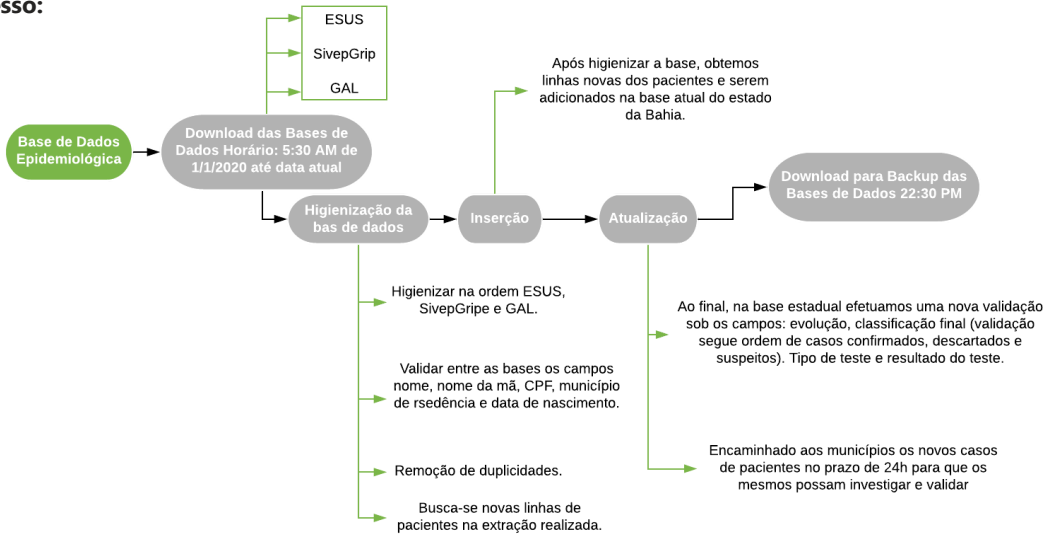 esso:
ESUS
SivepGrip
GAL
Após higienizar a base, obtemos
linhas novas dos pacientes e serem
adicionados na base atual do estado
da Bahia.
Base de Dados
Epidemiológica
Download das Bases de
Dados Horário: 5:30 AM de
1/1/2020 até data atual
Download para Backup das
Bases de Dados 22:30 PM
Higienização da
bas de dados
Inserção
Atualização
Higienizar na ordem ESUS,
SivepGripe e GAL.
Validar entre as bases os campos
nome, nome da mã, CPF, município
de rsedência e data de nascimento.
Remoção de duplicidades.
Busca-se novas linhas de
pacientes na extração realizada.
Ao final, na base estadual efetuamos uma nova validação
sob os campos: evolução, classificação final (validação
segue ordem de casos confirmados, descartados e
suspeitos). Tipo de teste e resultado do teste.
Encaminhado aos municípios os novos casos
de pacientes no prazo de 24h para que os
mesmos possam investigar e validar